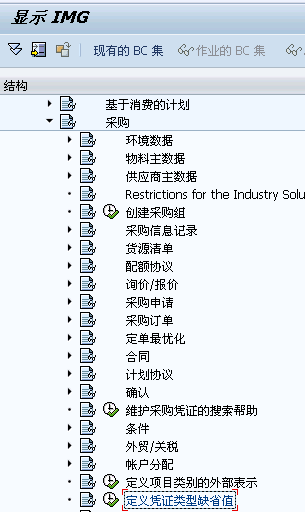 显示 IMG
现有的 BC 集 作业的 BC 集
结构
基于消费的计划
采购
环境数据
物料主数据
供应商主数据
Restrictions for the Industry Solu
创建采购组
采购信息记录
货源清单
配额协议
询价/报价
采购申请
采购订单
定单最优化
合同
计划协议
确认
维护采购凭证的搜索帮助
条件
外贸/关税
帐户分配
定义项目类别的外部表示
定义凭证类型缺省值